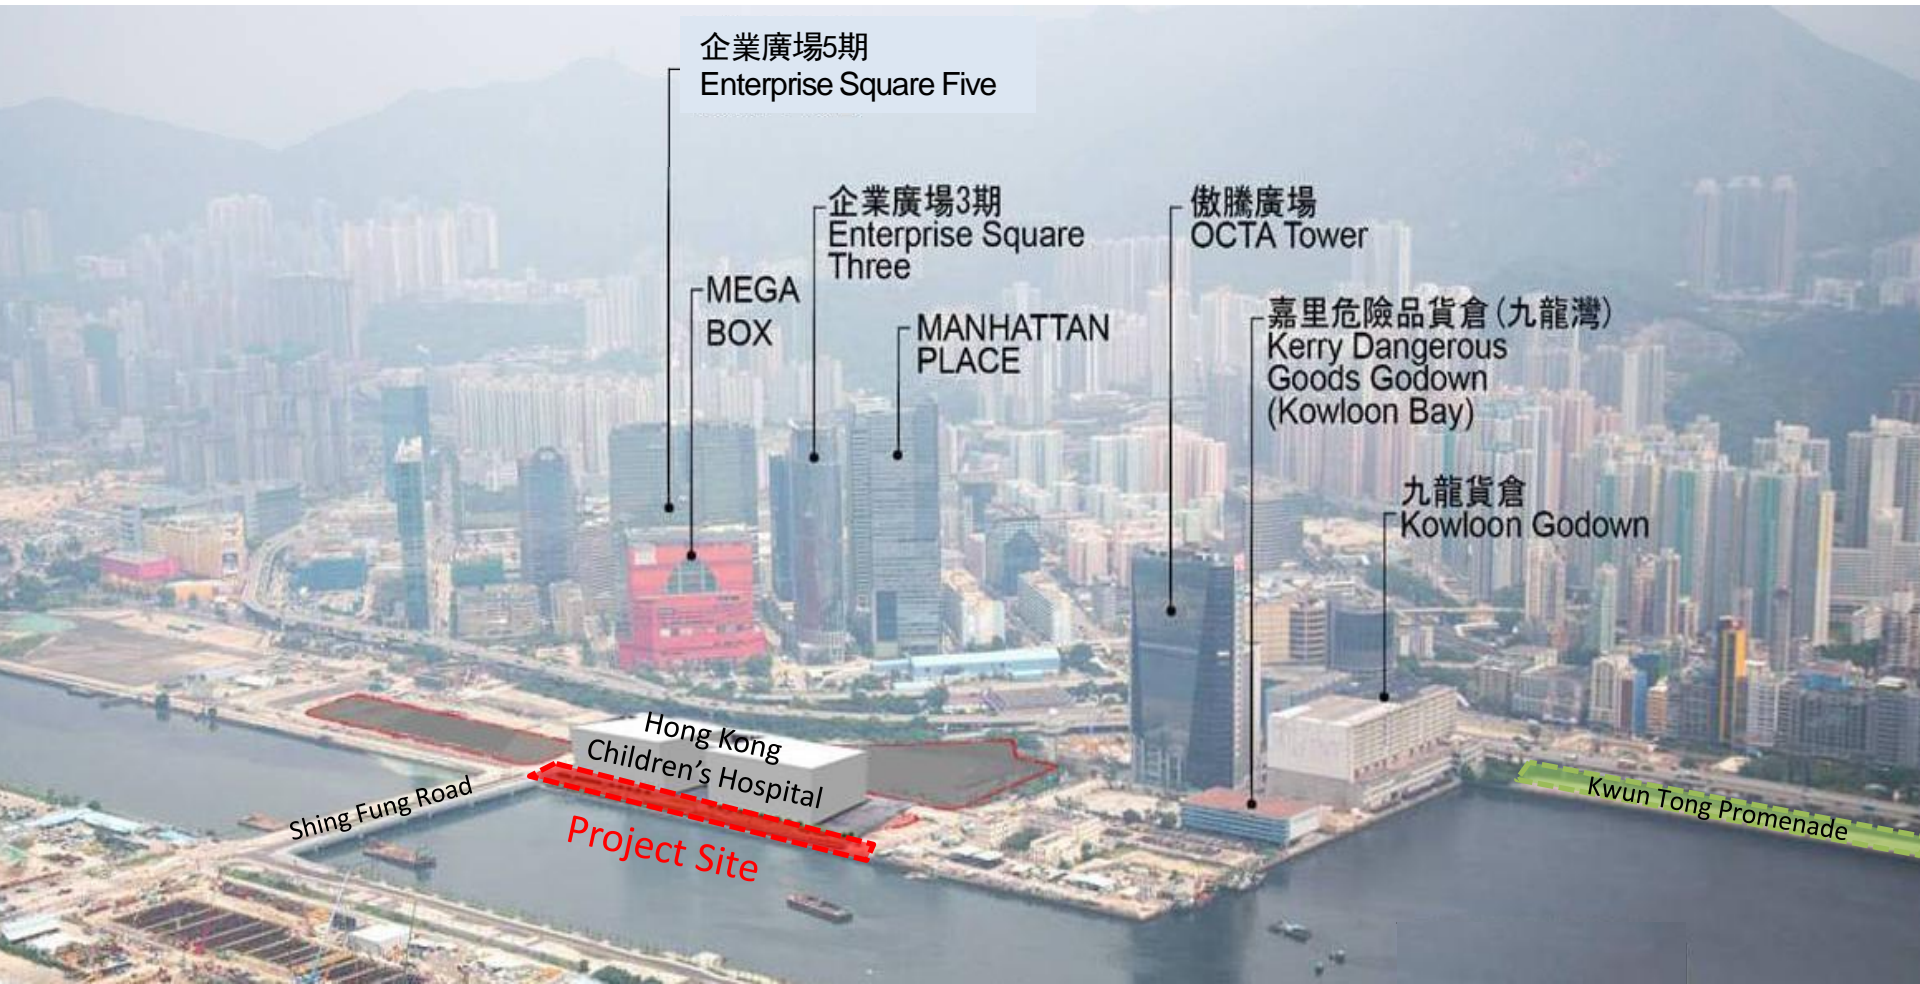 企業廣場5期
Enterprise Square Five
企業廣場3期
Enterprise Square
Three
傲騰廣場
OCTA Tower
MEGA
BOX
MANHATTAN
PLACE
嘉里危險品貨倉(九龍灣)
Kerry Dangerous
Goods Godown
(Kowloon Bay)
九龍貨倉
Kowloon Godown
Hong Kong
Children's Hospital
Shing Fung Road
Project Site
Kwun Tong Promenade